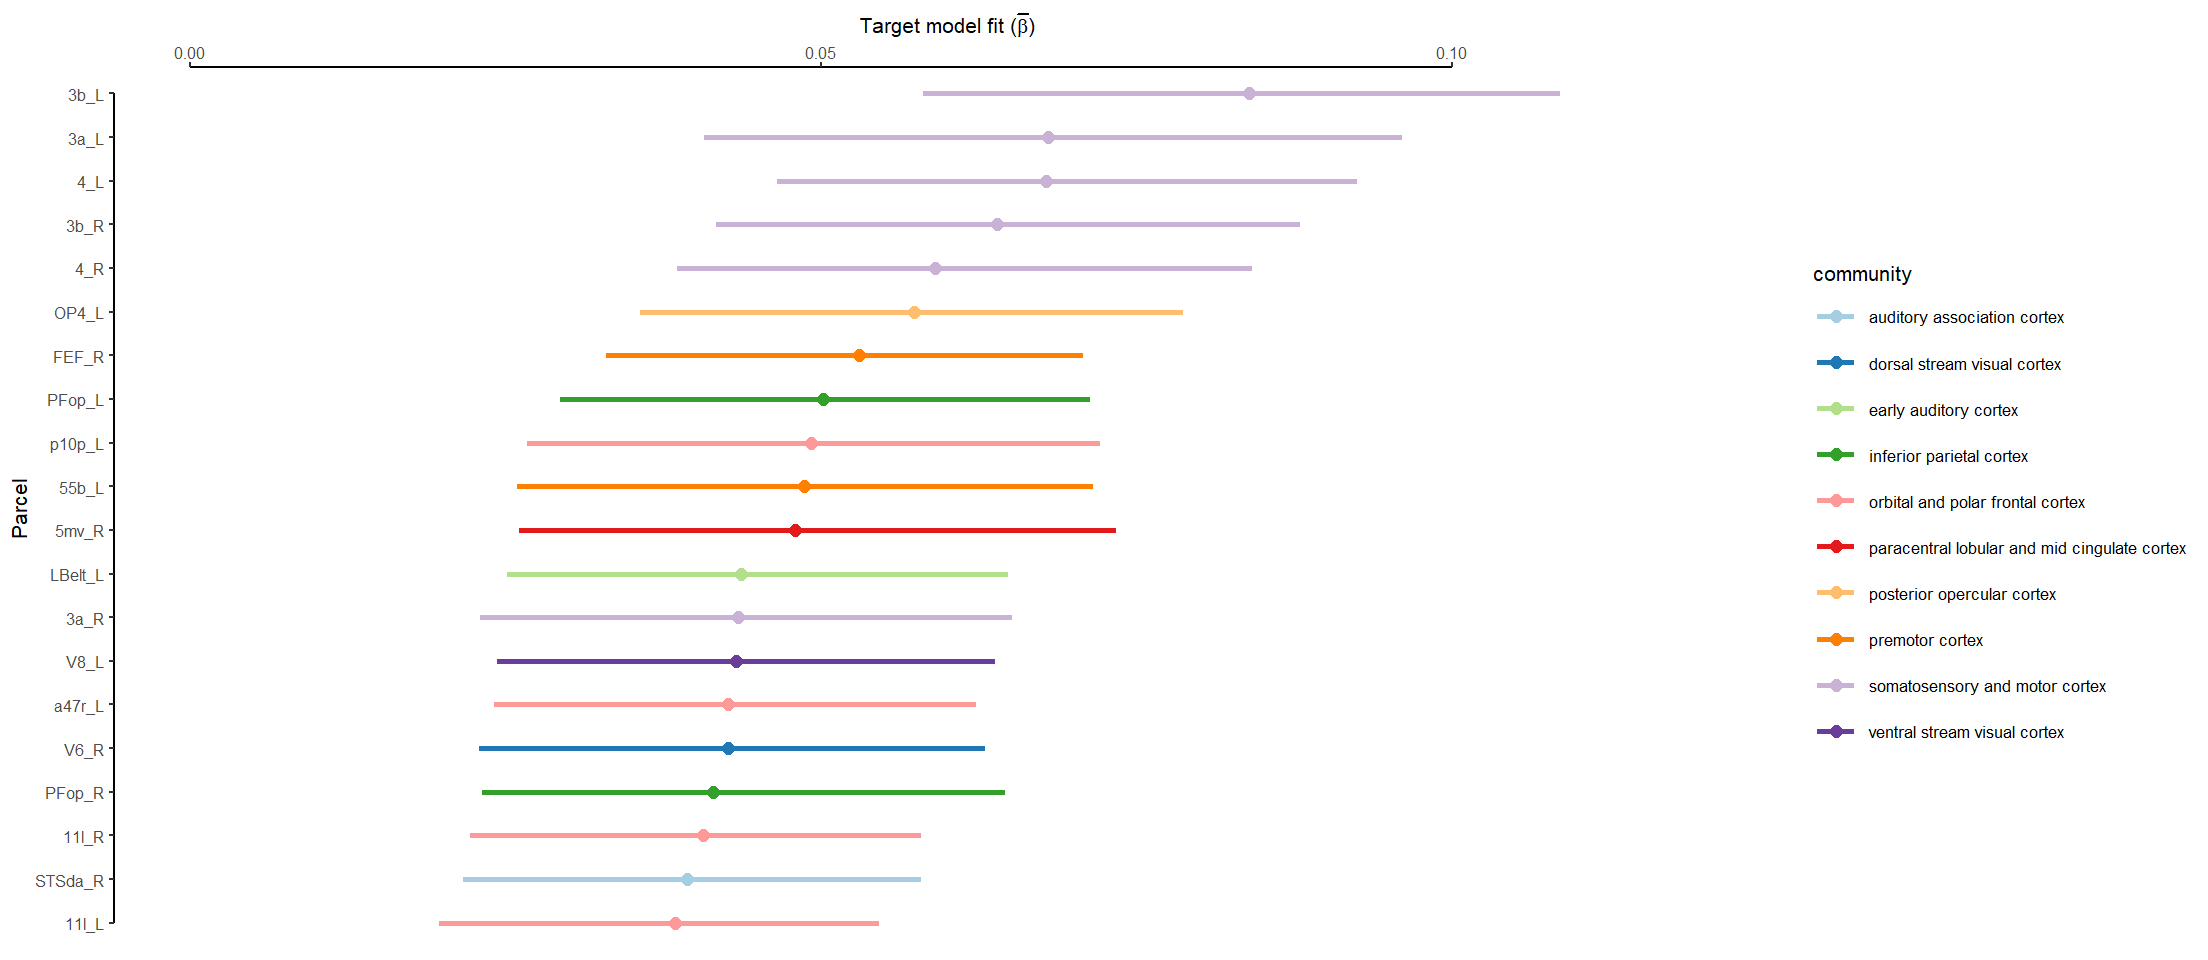 Target model fit (β̅)
0.00 0.05 0.10
3b_L
3a_L
4_L
3b_R
4_R
OP4_L
FEF_R
PFop_L
p10p_L
55b_L
5mv_R
LBelt_L
3a_R
V8_L
a47r_L
V6_R
PFop_R
11l_R
STSda_R
11l_L
Parcel
community
auditory association cortex
dorsal stream visual cortex
early auditory cortex
inferior parietal cortex
orbital and polar frontal cortex
paracentral lobular and mid cingulate cortex
posterior opercular cortex
premotor cortex
somatosensory and motor cortex
ventral stream visual cortex